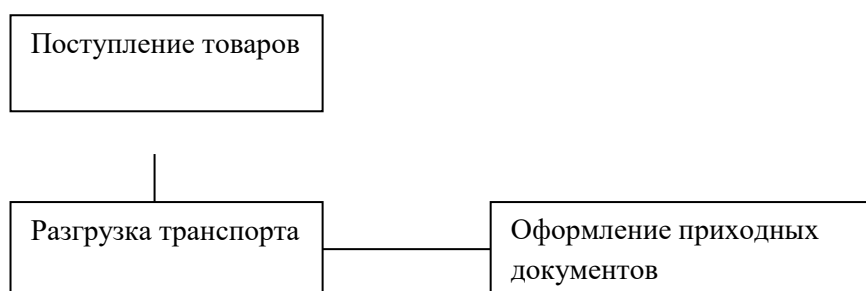 Поступление товаров
Разгрузка транспорта
Оформление приходных
документов